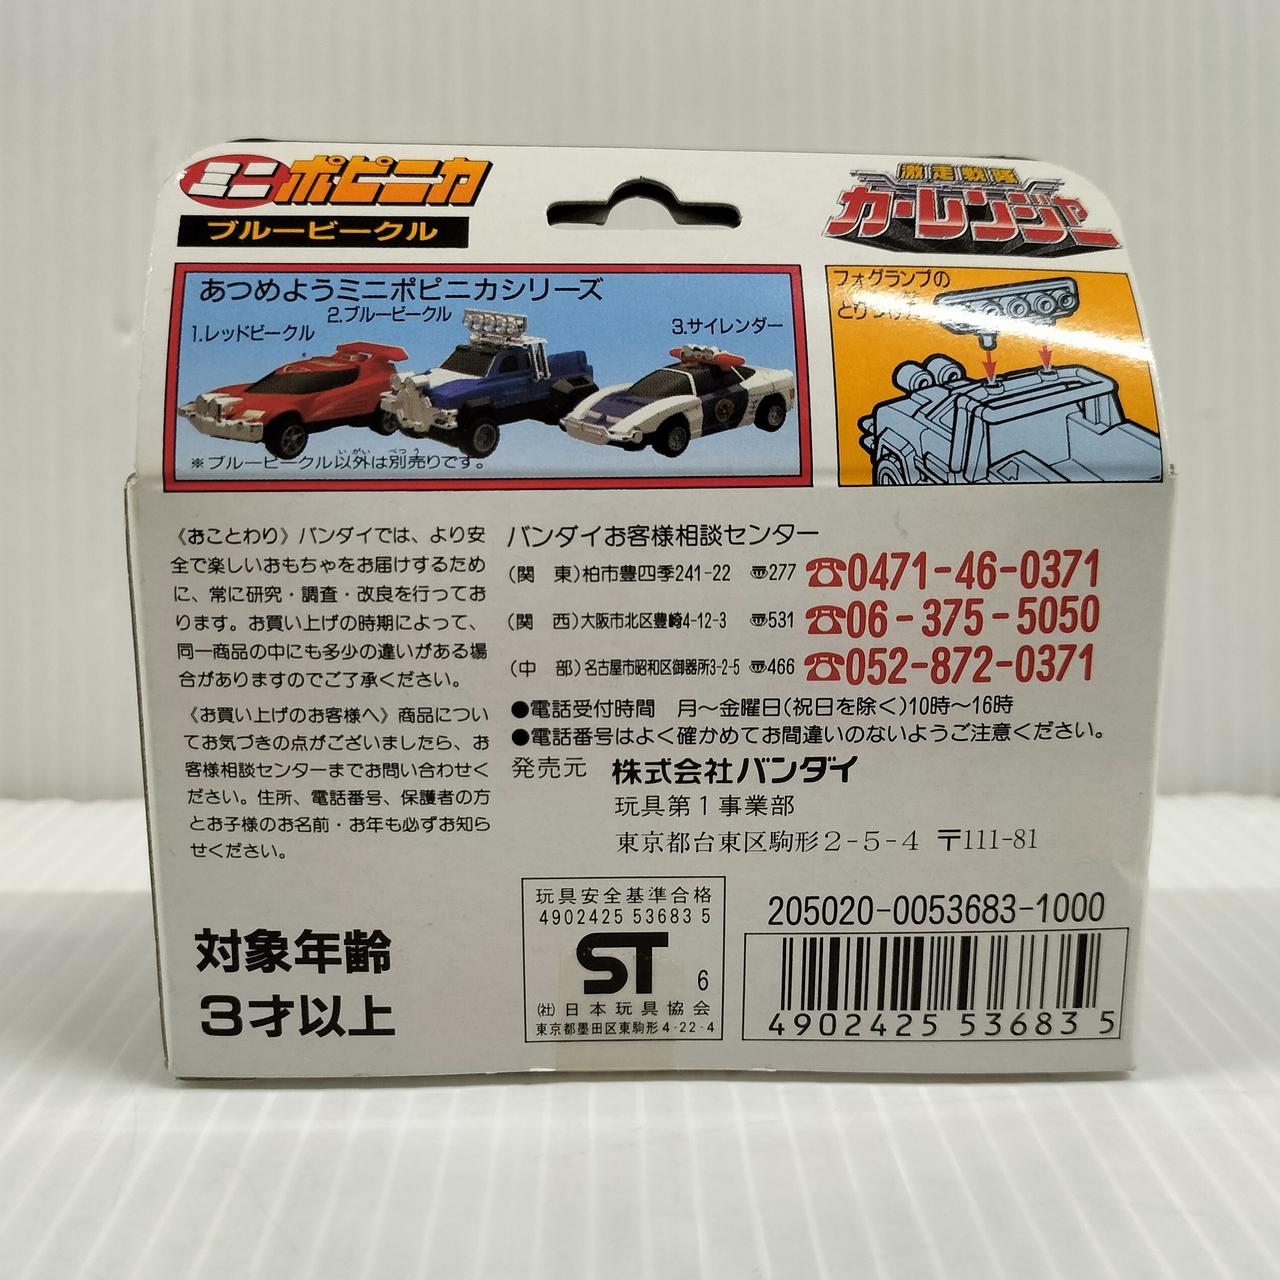 ミニポピニカ
ブルービークル
激走戦隊
カーレンジャー
あつめようミニポピニカシリーズ
1.レッドビークル
2.ブルービークル
3.サイレンダー
いがい べつう
※ブルービークル以外は別売りです。
フォグランプの
とりつけ
《おことわり》バンダイでは、より安
全で楽しいおもちゃをお届けするため
に、常に研究・調査・改良を行ってお
ります。お買い上げの時期によって、
同一商品の中にも多少の違いがある場
合がありますのでご了承ください。
《お買い上げのお客様へ》商品につい
てお気づきの点がございましたら、お
客様相談センターまでお問い合わせく
ださい。住所、電話番号、保護者の方
とお子様のお名前・お年も必ずお知ら
せください。
バンダイお客様相談センター
(関 東)柏市豊四季241-22 〠277 ☎0471-46-0371
(関 西)大阪市北区豊崎4-12-3 〠531 ☎06-375-5050
(中 部)名古屋市昭和区御器所3-2-5 〠466 ☎052-872-0371
●電話受付時間 月〜金曜日(祝日を除く)10時〜16時
●電話番号はよく確かめてお間違いのないようご注意ください。
発売元 株式会社バンダイ
玩具第1事業部
東京都台東区駒形2-5-4 〒111-81
対象年齢
3才以上
玩具安全基準合格
4902425 53683 5
ST 6
㈳日本玩具協会
東京都墨田区東駒形4-22-4
205020-0053683-1000
4902425 536835